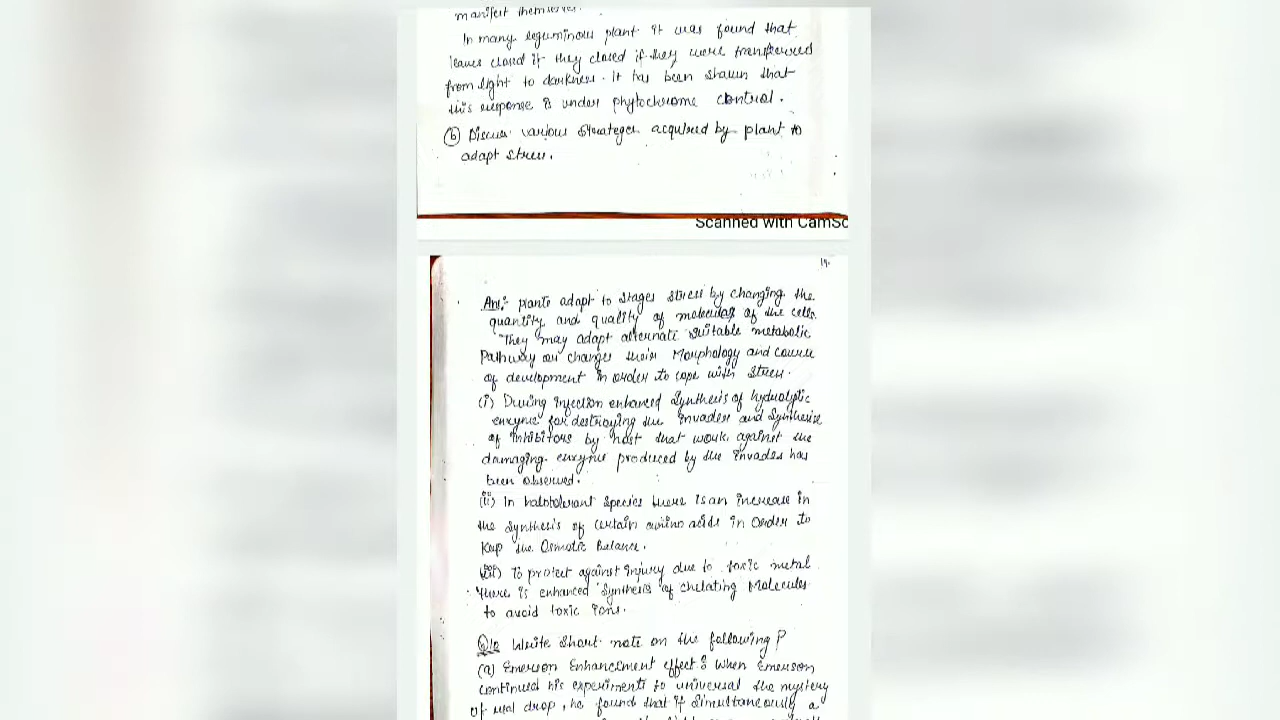 manifest themselves.
In many leguminous plant it was found that
leaves closed if they closed if they were transferred
from light to darkness. It has been shown that
this response is under phytochrome control.
(b) Discuss various strateges acquired by plant to
adapt stress.
Scanned with CamSc
19.
Ans:- plants adapt to stages stress by changing the
quantity and quality of molecules of the cells.
They may adapt alternate suitable metabolic
Pathway or changes their Morphology and course
of development in order to cope with stress.
(i) During infection enhanced synthesis of hydrolytic
enzyme for destroying the invader and synthesize
of inhibitors by host that work against the
damaging enzyme produced by the invades has
been observed.
(ii) In halotolerant species there is an increase in
the synthesis of certain amino acids in order to
Keep the Osmotic Balance.
(iii) To protect against injury due to toxic metal
there is enhanced synthesis of chelating Molecules
to avoid toxic ions.
Q10 Write short note on the following P
(a) Emerson Enhancement effect:- When Emerson
continued his experiments to universal the mystery
of red drop, he found that if simultaneously a